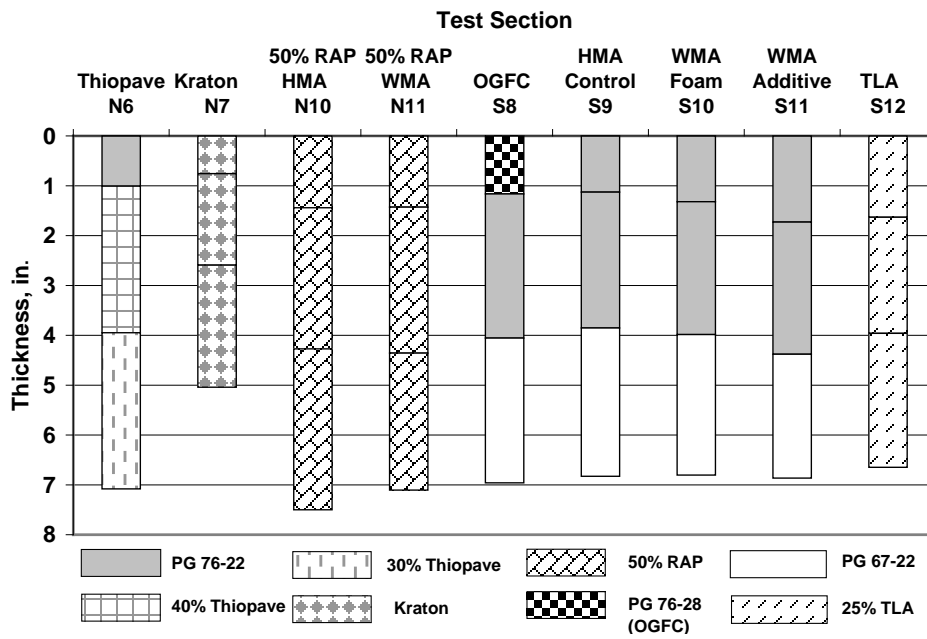 Test Section
Thiopave
N6
Kraton
N7
50% RAP
HMA
N10
50% RAP
WMA
N11
OGFC
S8
HMA
Control
S9
WMA
Foam
S10
WMA
Additive
S11
TLA
S12
Thickness, in.
0
1
2
3
4
5
6
7
8
PG 76-22
30% Thiopave
50% RAP
PG 67-22
40% Thiopave
Kraton
PG 76-28
(OGFC)
25% TLA